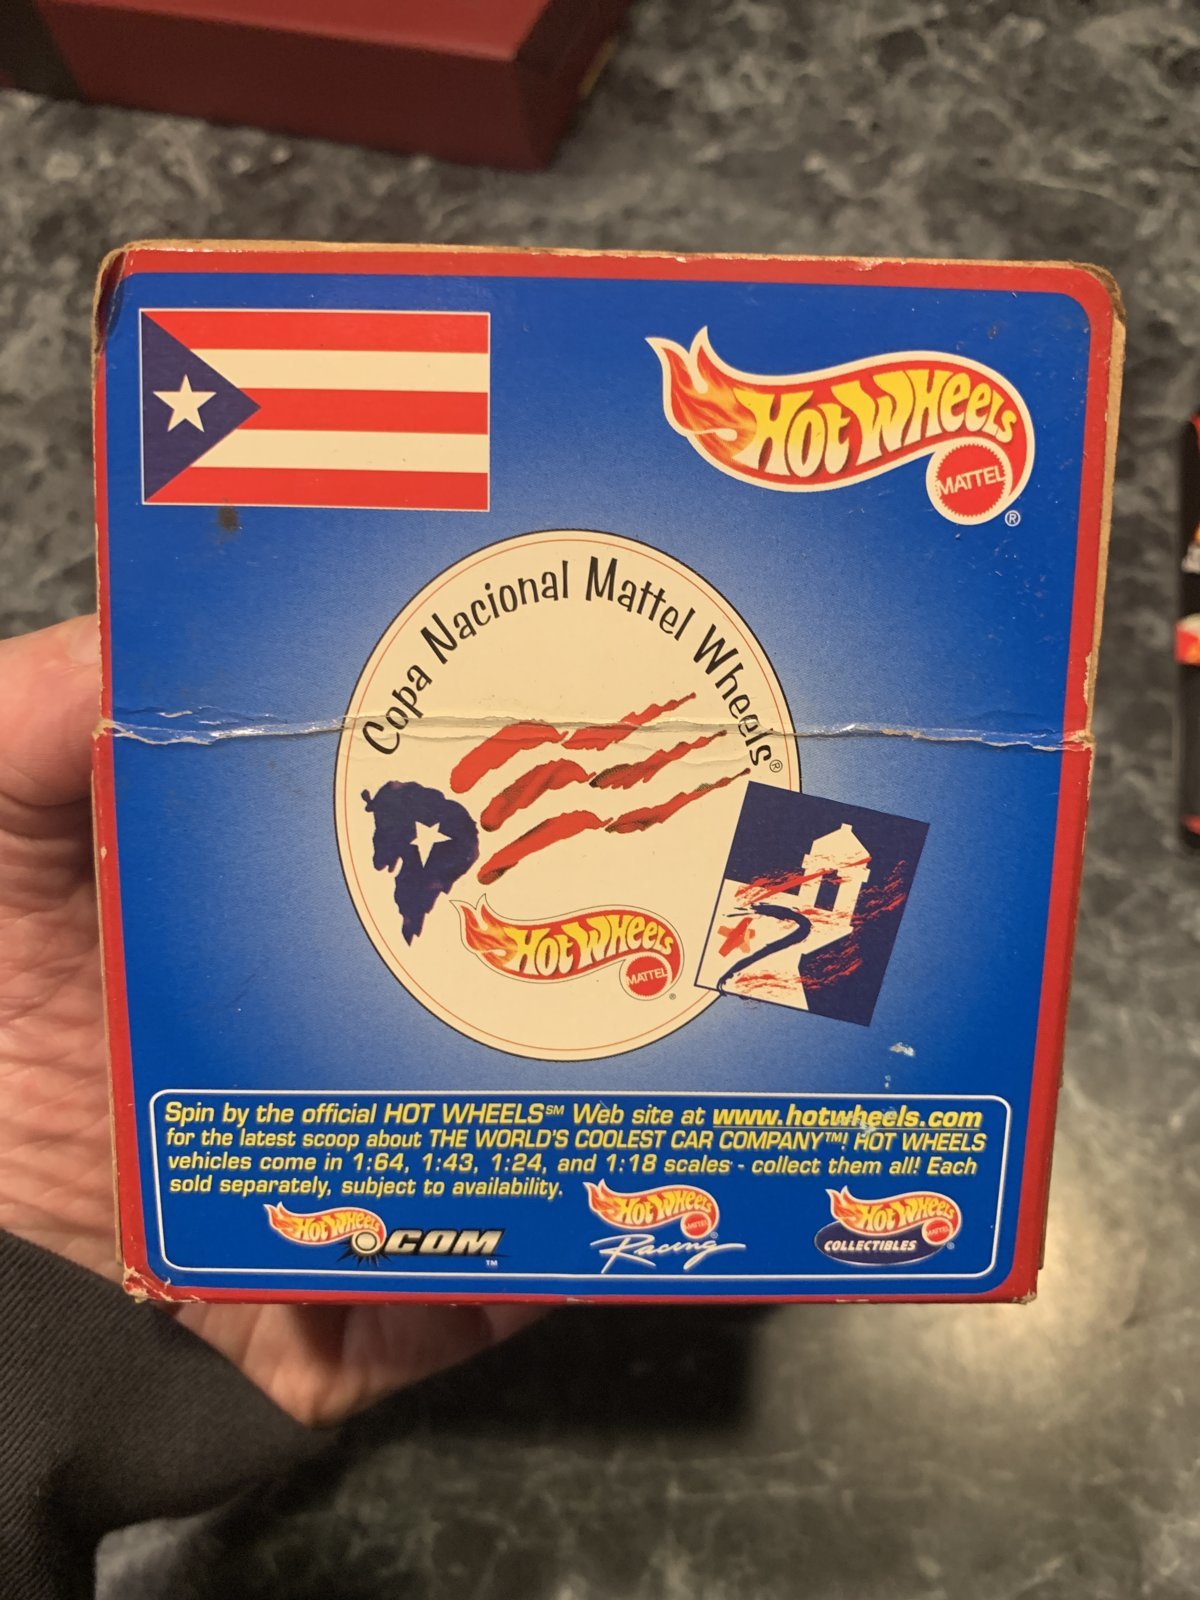 HOT WHEELS
MATTEL
®
Copa Nacional Mattel Wheels®
HOT WHEELS
MATTEL
®
Spin by the official HOT WHEELS℠ Web site at www.hotwheels.com
for the latest scoop about THE WORLD'S COOLEST CAR COMPANY™! HOT WHEELS
vehicles come in 1:64, 1:43, 1:24, and 1:18 scales - collect them all! Each
sold separately, subject to availability.
HOT WHEELS .COM™
HOT WHEELS MATTEL® Racing
HOT WHEELS MATTEL® COLLECTIBLES